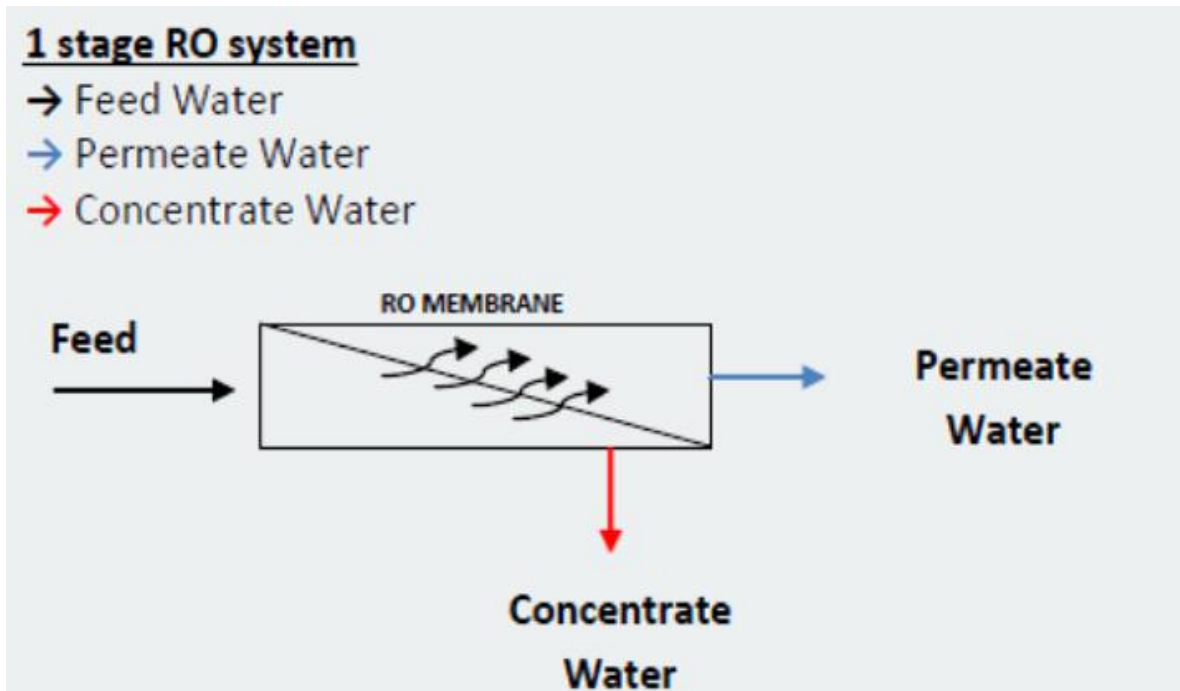 1 stage RO system
→ Feed Water
→ Permeate Water
→ Concentrate Water
RO MEMBRANE
Feed
Permeate
Water
Concentrate
Water